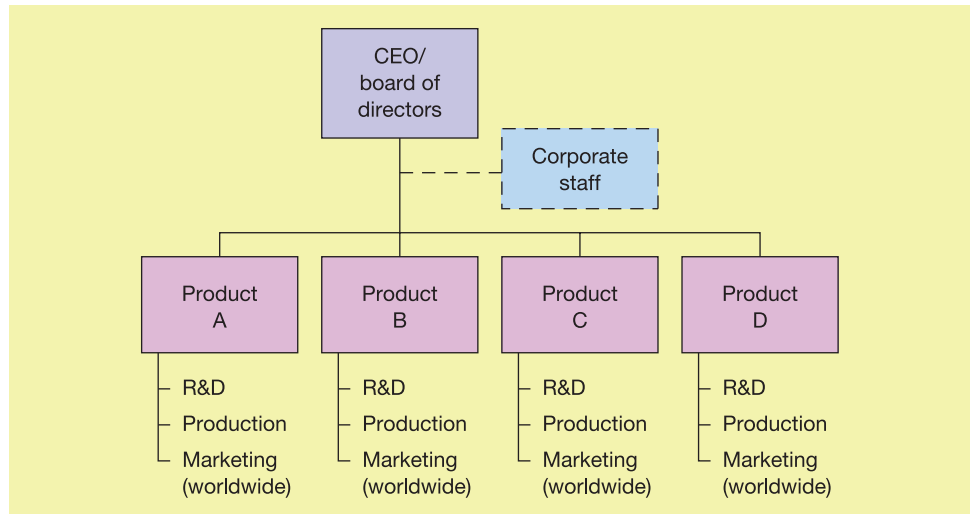 CEO/
board of
directors
Corporate
staff
Product
A
R&D
Production
Marketing
(worldwide)
Product
B
R&D
Production
Marketing
(worldwide)
Product
C
R&D
Production
Marketing
(worldwide)
Product
D
R&D
Production
Marketing
(worldwide)